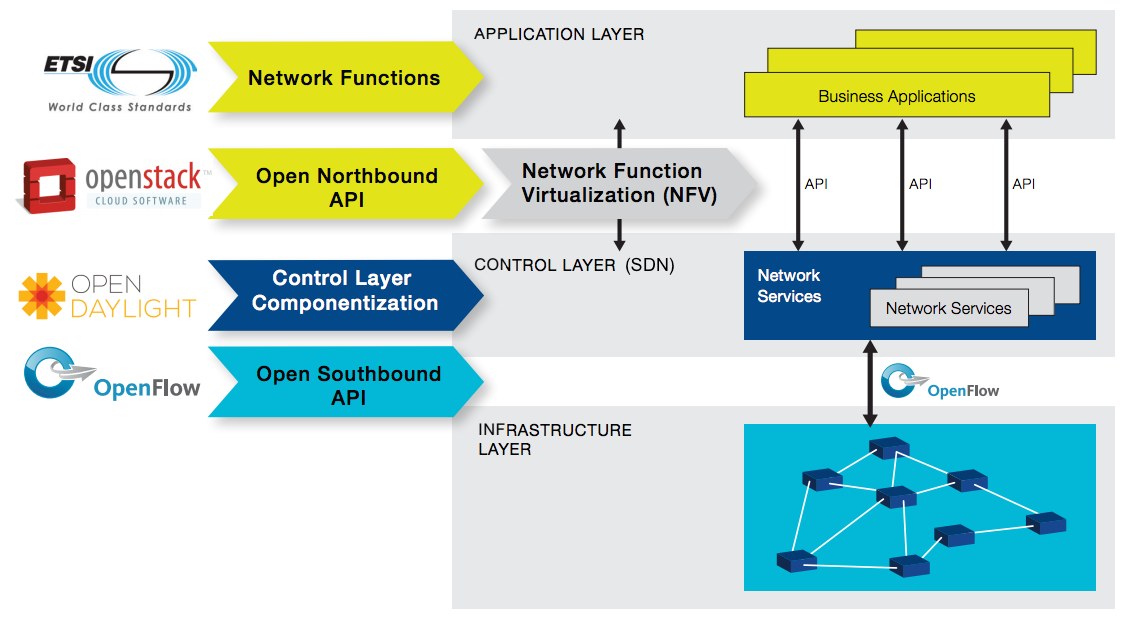 APPLICATION LAYER
ETSI
World Class Standards
Network Functions
Business Applications
openstack™
CLOUD SOFTWARE
Open Northbound
API
Network Function
Virtualization (NFV)
API
API
API
CONTROL LAYER (SDN)
OPEN
DAYLIGHT
Control Layer
Componentization
Network
Services
Network Services
OpenFlow
Open Southbound
API
OpenFlow
INFRASTRUCTURE
LAYER